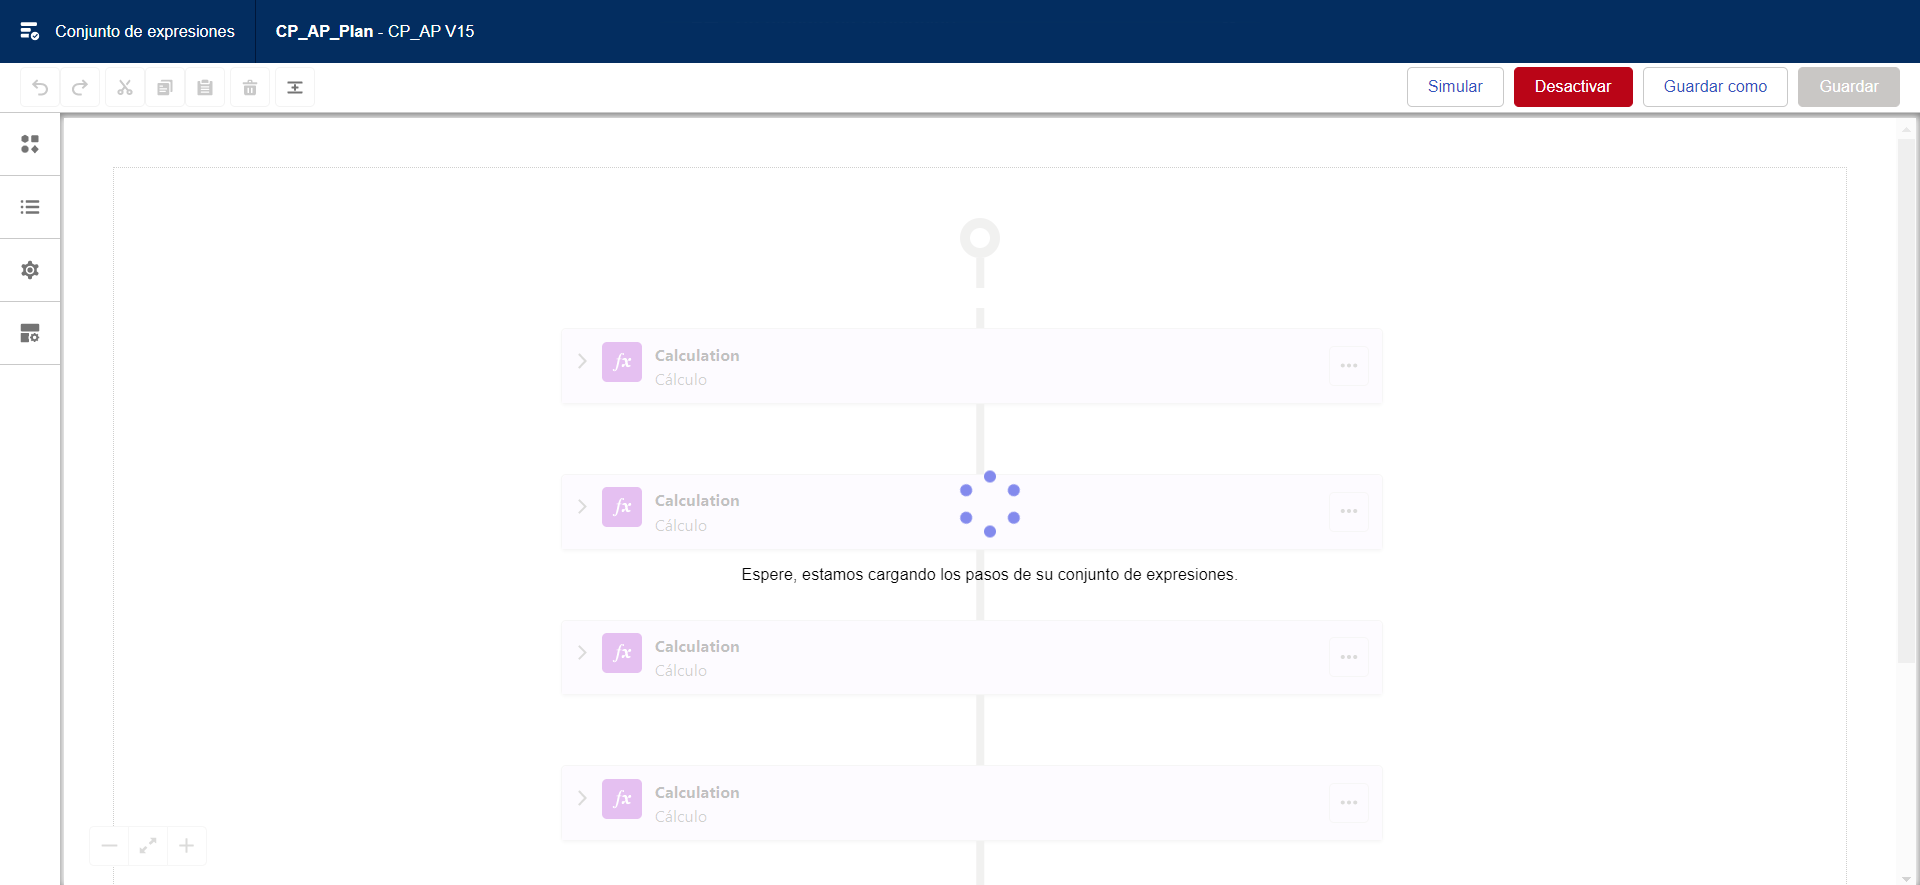 Conjunto de expresiones
CP_AP_Plan - CP_AP V15
Simular
Desactivar
Guardar como
Guardar
fx
Calculation
Cálculo
fx
Calculation
Cálculo
Espere, estamos cargando los pasos de su conjunto de expresiones.
fx
Calculation
Cálculo
fx
Calculation
Cálculo